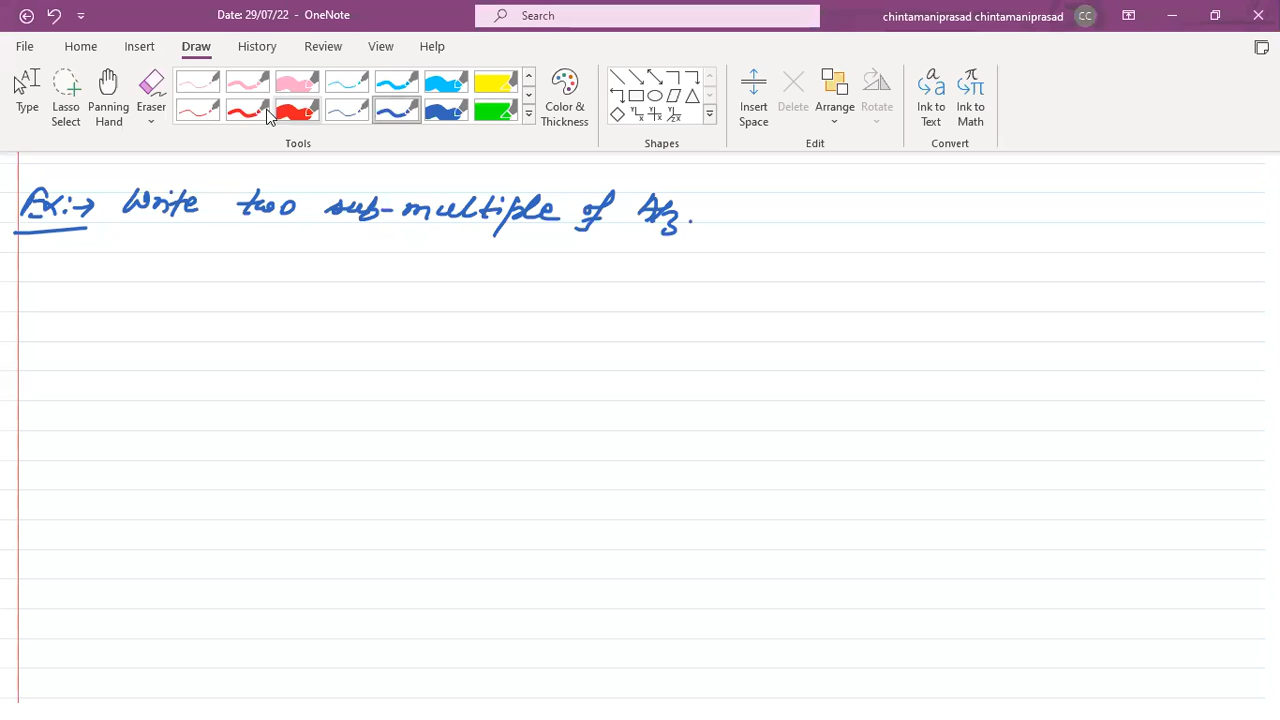 Date: 29/07/22 - OneNote
Search
chintamaniprasad chintamaniprasad CC
File Home Insert Draw History Review View Help
Type Lasso Select Panning Hand Eraser Color & Thickness Insert Space Delete Arrange Rotate Ink to Text Ink to Math
Tools Shapes Edit Convert
Ex:→ Write two sub-multiple of